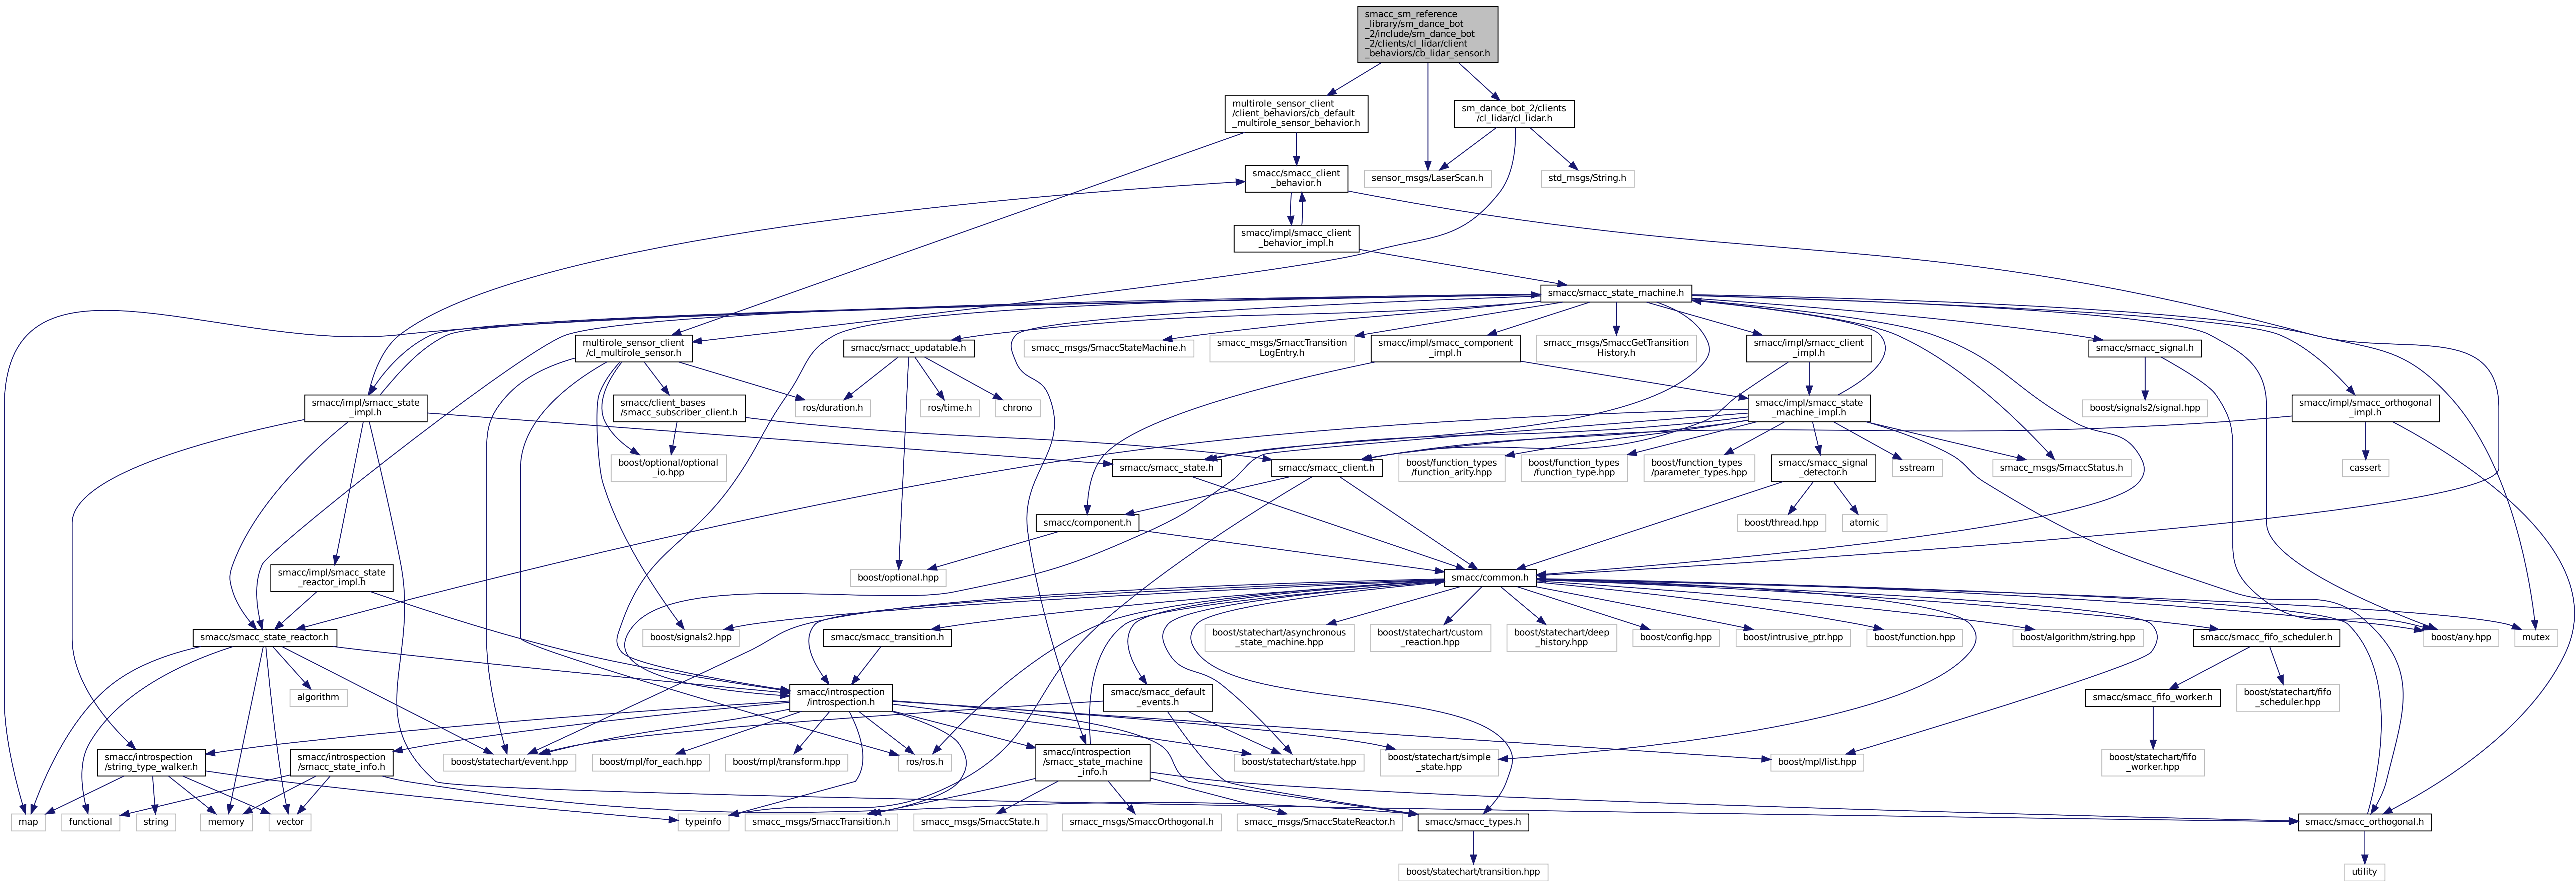 smacc_sm_reference
_library/sm_dance_bot
_2/include/sm_dance_bot
_2/clients/cl_lidar/client
_behaviors/cb_lidar_sensor.h
multirole_sensor_client
/client_behaviors/cb_default
_multirole_sensor_behavior.h
sm_dance_bot_2/clients
/cl_lidar/cl_lidar.h
smacc/smacc_client
_behavior.h
sensor_msgs/LaserScan.h
std_msgs/String.h
smacc/impl/smacc_client
_behavior_impl.h
smacc/smacc_state_machine.h
multirole_sensor_client
/cl_multirole_sensor.h
smacc/smacc_updatable.h
smacc_msgs/SmaccStateMachine.h
smacc_msgs/SmaccTransition
LogEntry.h
smacc/impl/smacc_component
_impl.h
smacc_msgs/SmaccGetTransition
History.h
smacc/impl/smacc_client
_impl.h
smacc/smacc_signal.h
smacc/impl/smacc_state
_impl.h
smacc/client_bases
/smacc_subscriber_client.h
ros/duration.h
ros/time.h
chrono
smacc/impl/smacc_state
_machine_impl.h
boost/signals2/signal.hpp
smacc/impl/smacc_orthogonal
_impl.h
boost/optional/optional
_io.hpp
smacc/smacc_state.h
smacc/smacc_client.h
boost/function_types
/function_arity.hpp
boost/function_types
/function_type.hpp
boost/function_types
/parameter_types.hpp
smacc/smacc_signal
_detector.h
sstream
smacc_msgs/SmaccStatus.h
cassert
smacc/component.h
boost/thread.hpp
atomic
smacc/impl/smacc_state
_reactor_impl.h
boost/optional.hpp
smacc/common.h
smacc/smacc_state_reactor.h
boost/signals2.hpp
smacc/smacc_transition.h
boost/statechart/asynchronous
_state_machine.hpp
boost/statechart/custom
_reaction.hpp
boost/statechart/deep
_history.hpp
boost/config.hpp
boost/intrusive_ptr.hpp
boost/function.hpp
boost/algorithm/string.hpp
smacc/smacc_fifo_scheduler.h
boost/any.hpp
mutex
algorithm
smacc/introspection
/introspection.h
smacc/smacc_default
_events.h
smacc/smacc_fifo_worker.h
boost/statechart/fifo
_scheduler.hpp
smacc/introspection
/string_type_walker.h
smacc/introspection
/smacc_state_info.h
boost/statechart/event.hpp
boost/mpl/for_each.hpp
boost/mpl/transform.hpp
ros/ros.h
smacc/introspection
/smacc_state_machine
_info.h
boost/statechart/state.hpp
boost/statechart/simple
_state.hpp
boost/mpl/list.hpp
boost/statechart/fifo
_worker.hpp
map
functional
string
memory
vector
typeinfo
smacc_msgs/SmaccTransition.h
smacc_msgs/SmaccState.h
smacc_msgs/SmaccOrthogonal.h
smacc_msgs/SmaccStateReactor.h
smacc/smacc_types.h
smacc/smacc_orthogonal.h
boost/statechart/transition.hpp
utility